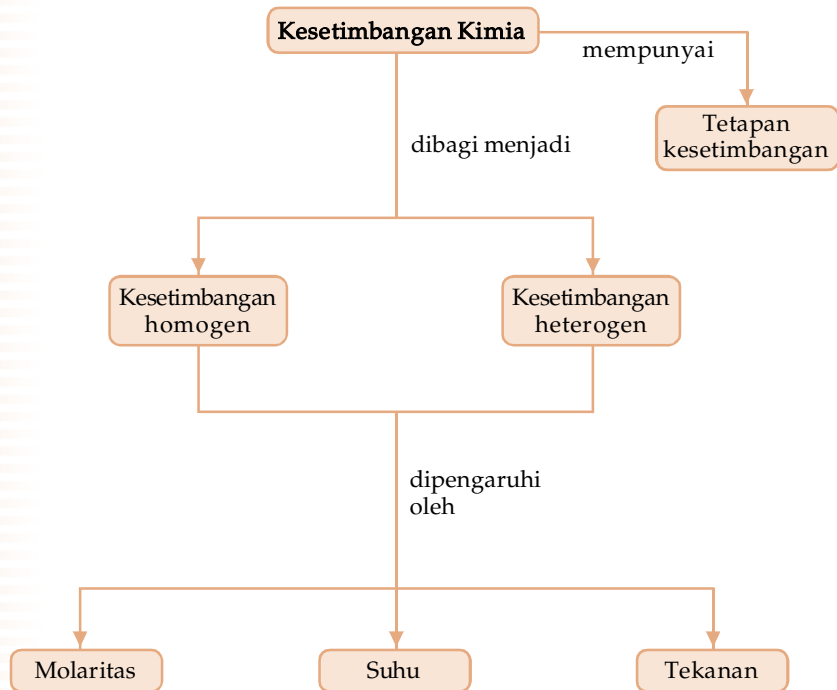 Kesetimbangan Kimia
mempunyai
Tetapan
kesetimbangan
dibagi menjadi
Kesetimbangan
homogen
Kesetimbangan
heterogen
dipengaruhi
oleh
Molaritas
Suhu
Tekanan